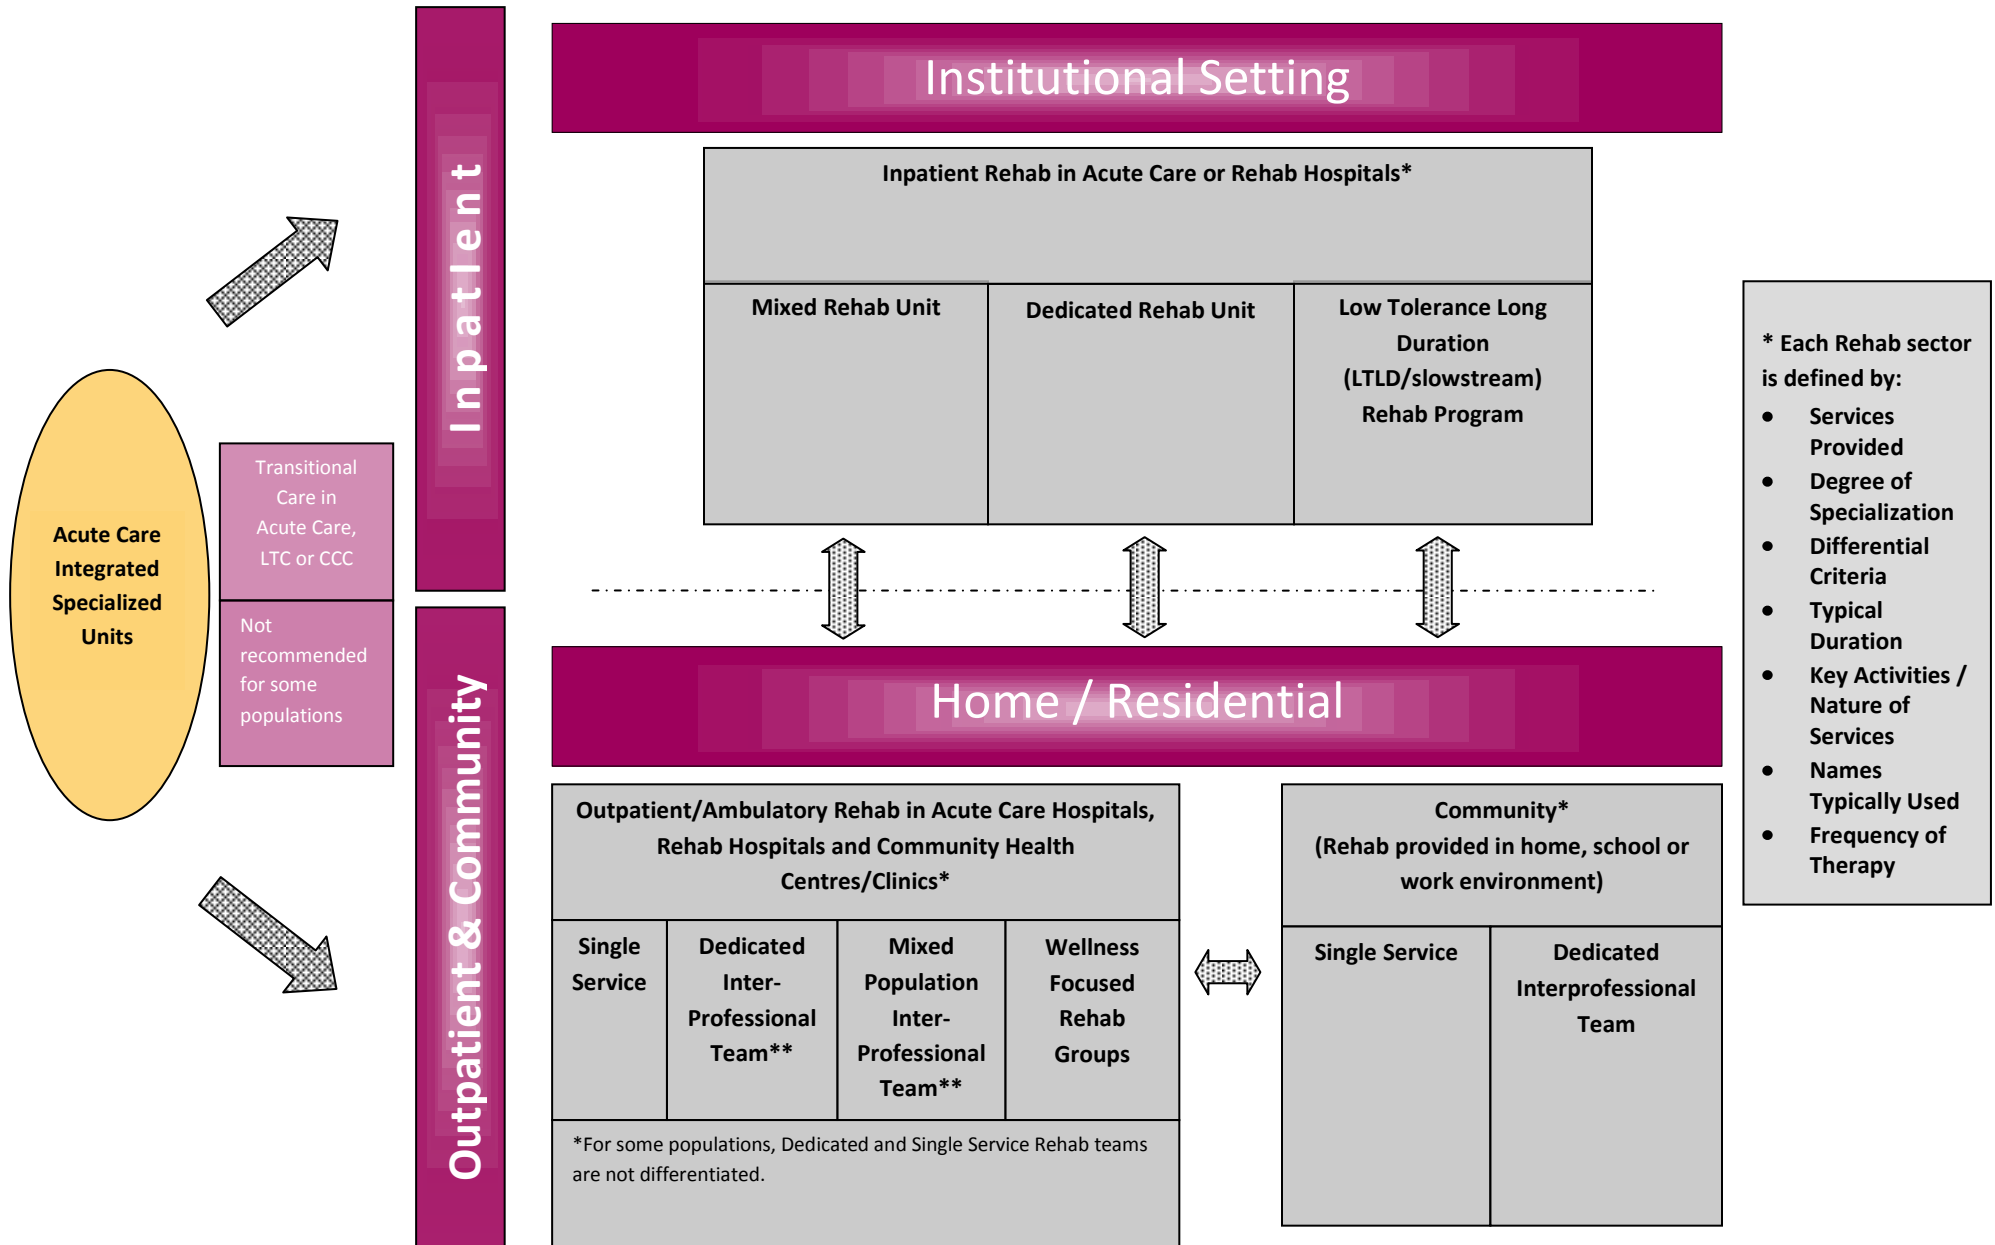 Institutional Setting
Inpatient
Inpatient Rehab in Acute Care or Rehab Hospitals*
Mixed Rehab Unit
Dedicated Rehab Unit
Low Tolerance Long
Duration
(LTLD/slowstream)
Rehab Program
Acute Care
Integrated
Specialized
Units
Transitional
Care in
Acute Care,
LTC or CCC
Not
recommended
for some
populations
Outpatient & Community
Home / Residential
Outpatient/Ambulatory Rehab in Acute Care Hospitals,
Rehab Hospitals and Community Health
Centres/Clinics*
Single
Service
Dedicated
Inter-
Professional
Team**
Mixed
Population
Inter-
Professional
Team**
Wellness
Focused
Rehab
Groups
*For some populations, Dedicated and Single Service Rehab teams
are not differentiated.
Community*
(Rehab provided in home, school or
work environment)
Single Service
Dedicated
Interprofessional
Team
* Each Rehab sector
is defined by:
• Services
Provided
• Degree of
Specialization
• Differential
Criteria
• Typical
Duration
• Key Activities /
Nature of
Services
• Names
Typically Used
• Frequency of
Therapy